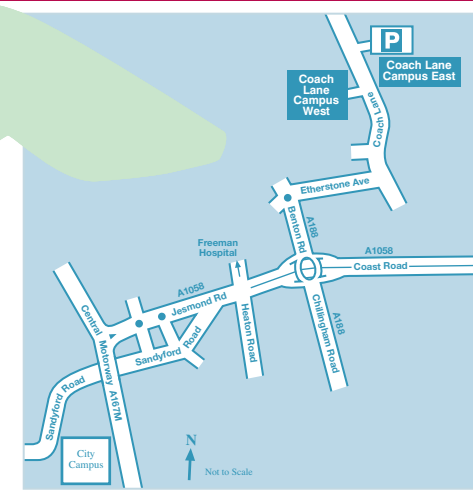 P
Coach Lane
Campus East
Coach
Lane
Campus
West
Coach Lane
Etherstone Ave
Benton Rd
A188
Freeman
Hospital
A1058
Coast Road
A1058
Jesmond Rd
Heaton Road
Chillingham Road
A188
Central Motorway A167M
Sandyford Road
Sandyford Road
City
Campus
N
Not to Scale